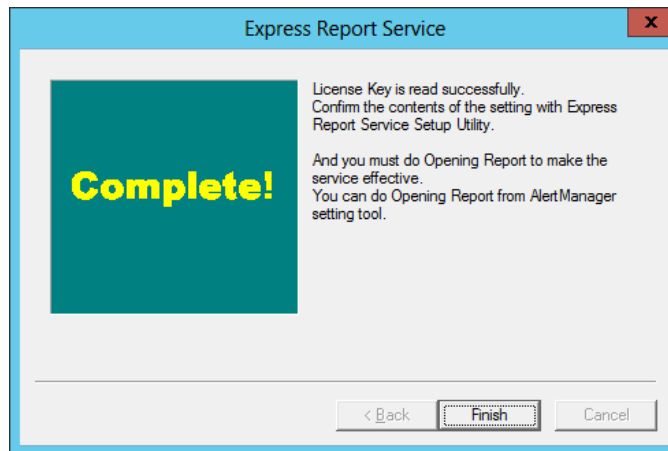 Express Report Service
x
Complete!
License Key is read successfully.
Confirm the contents of the setting with Express
Report Service Setup Utility.
And you must do Opening Report to make the
service effective.
You can do Opening Report from AlertManager
setting tool.
< Back
Finish
Cancel